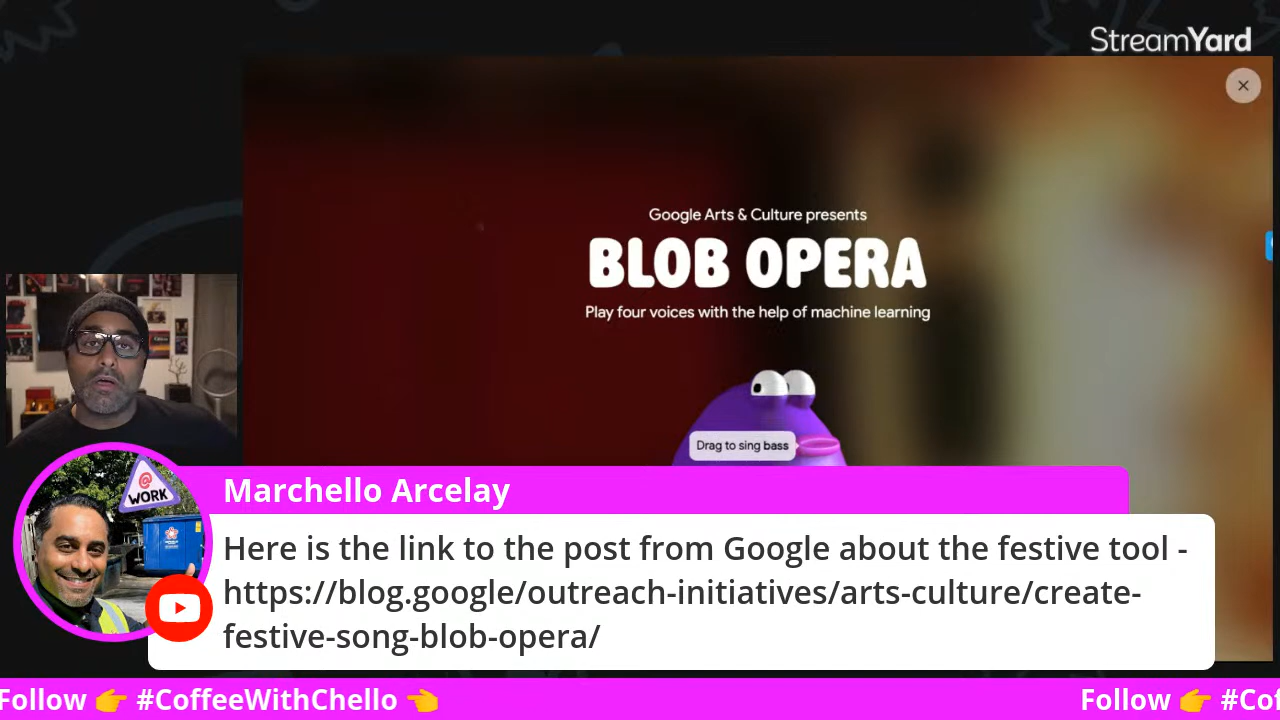 StreamYard
Google Arts & Culture presents
BLOB OPERA
Play four voices with the help of machine learning
Drag to sing bass
@
WORK
Marchello Arcelay
Here is the link to the post from Google about the festive tool -
https://blog.google/outreach-initiatives/arts-culture/create-
festive-song-blob-opera/
Follow 👉 #CoffeeWithChello 👈
Follow 👉 #Cof